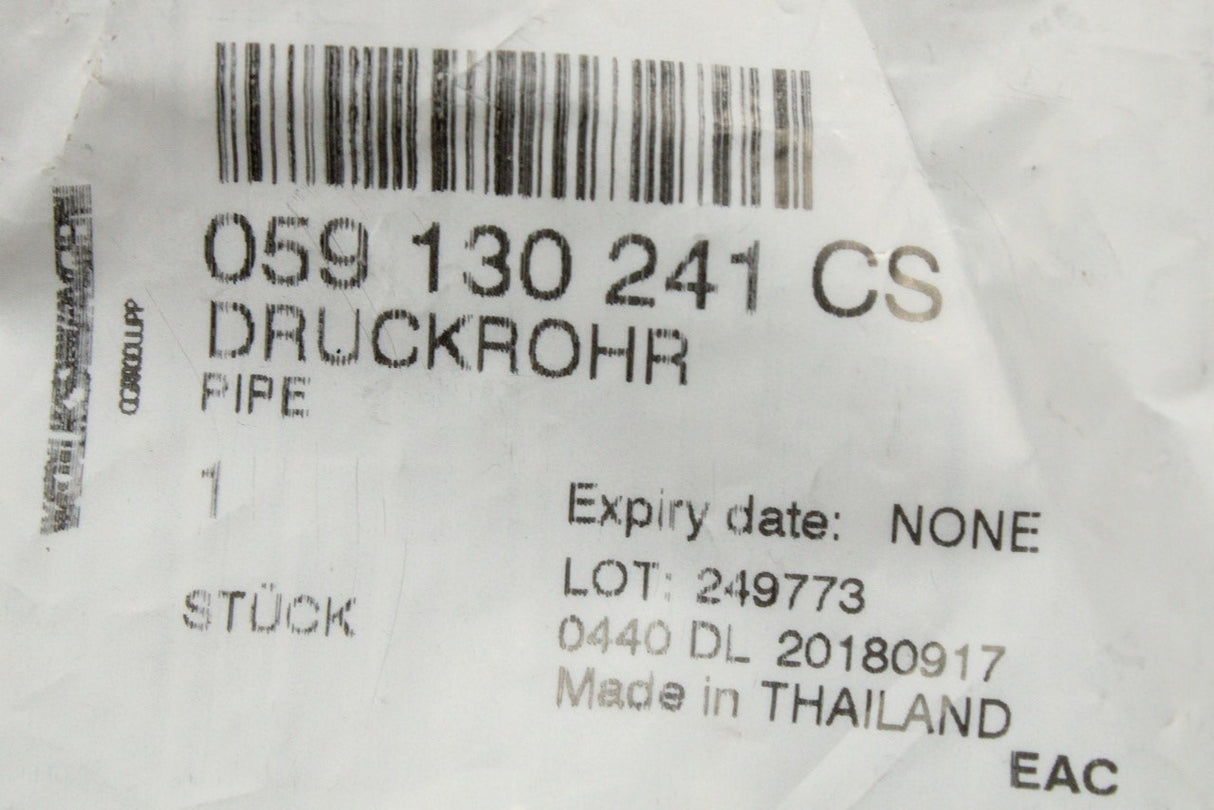 059 130 241 CS
DRUCKROHR
PIPE
1
STÜCK
Expiry date: NONE
LOT: 249773
0440 DL 20180917
Made in THAILAND
EAC